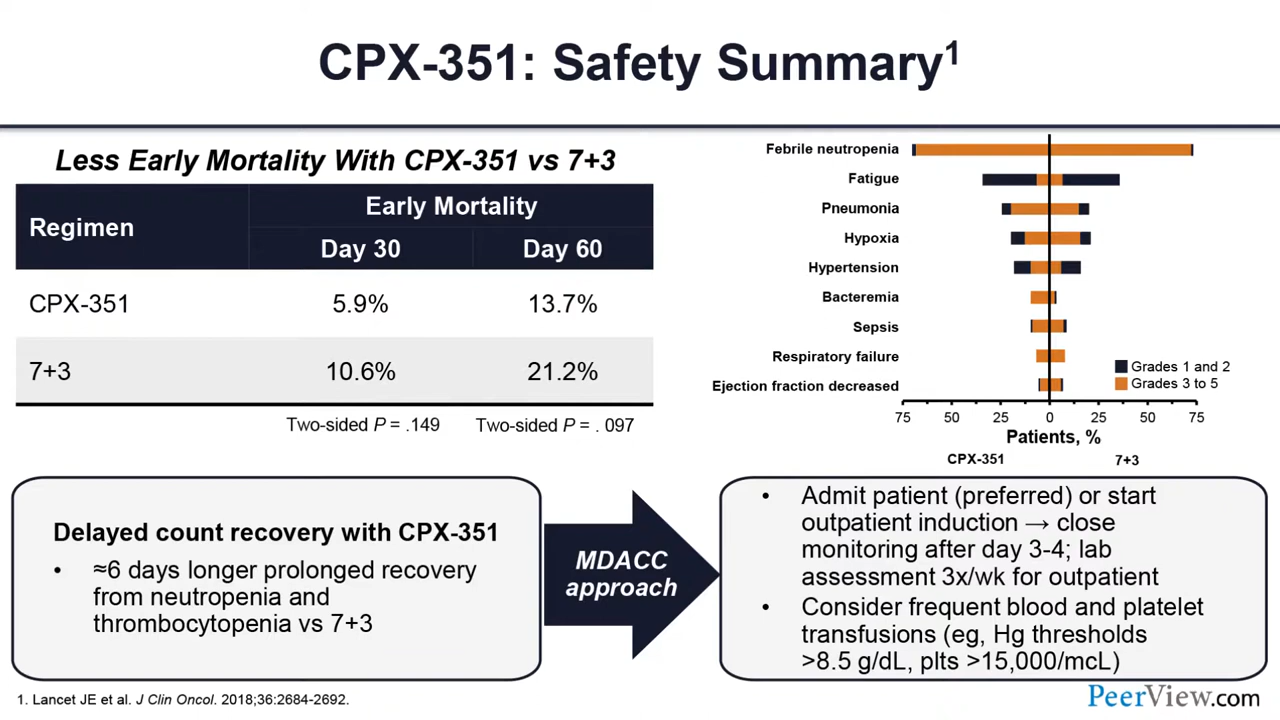 CPX-351: Safety Summary1
Less Early Mortality With CPX-351 vs 7+3
Regimen
Early Mortality
Day 30
Day 60
CPX-351
5.9%
13.7%
7+3
10.6%
21.2%
Two-sided P = .149
Two-sided P = . 097
Febrile neutropenia
Fatigue
Pneumonia
Hypoxia
Hypertension
Bacteremia
Sepsis
Respiratory failure
Ejection fraction decreased
Grades 1 and 2
Grades 3 to 5
75 50 25 0 25 50 75
Patients, %
CPX-351
7+3
Delayed count recovery with CPX-351
• ≈6 days longer prolonged recovery
from neutropenia and
thrombocytopenia vs 7+3
MDACC
approach
• Admit patient (preferred) or start
outpatient induction → close
monitoring after day 3-4; lab
assessment 3x/wk for outpatient
• Consider frequent blood and platelet
transfusions (eg, Hg thresholds
>8.5 g/dL, plts >15,000/mcL)
1. Lancet JE et al. J Clin Oncol. 2018;36:2684-2692.
PeerView.com